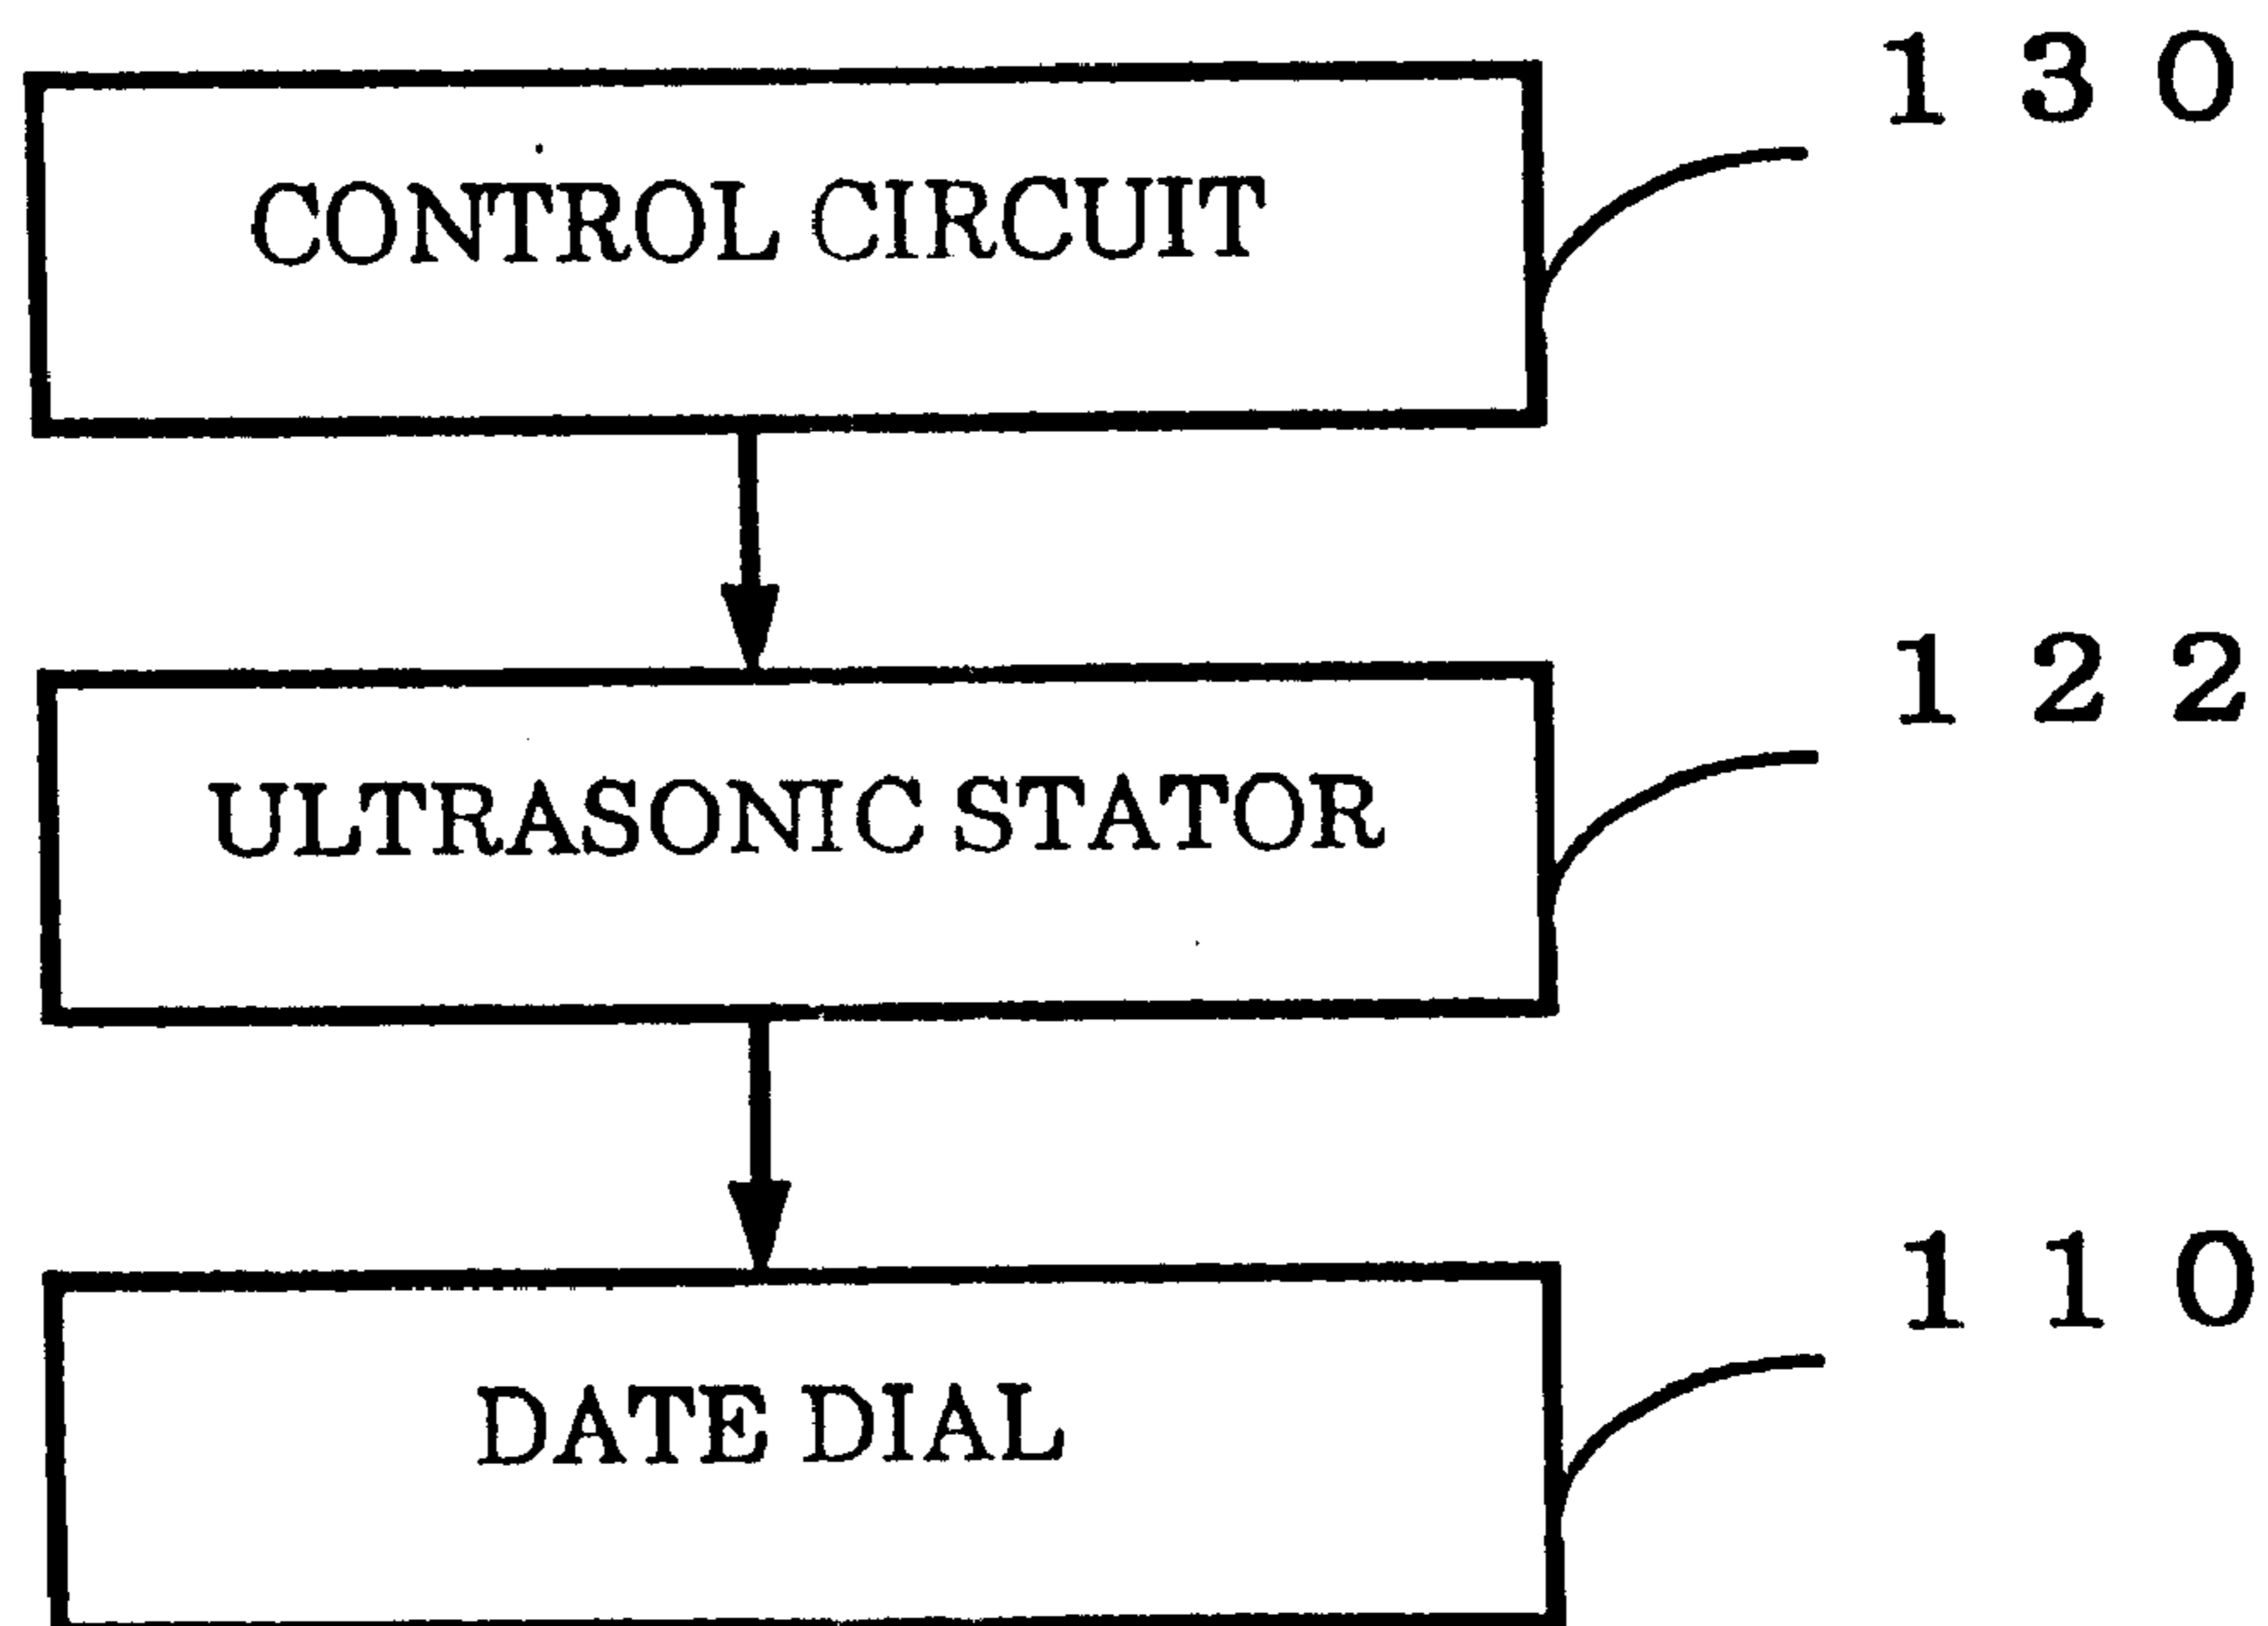 130
CONTROL CIRCUIT
122
ULTRASONIC STATOR
110
DATE DIAL